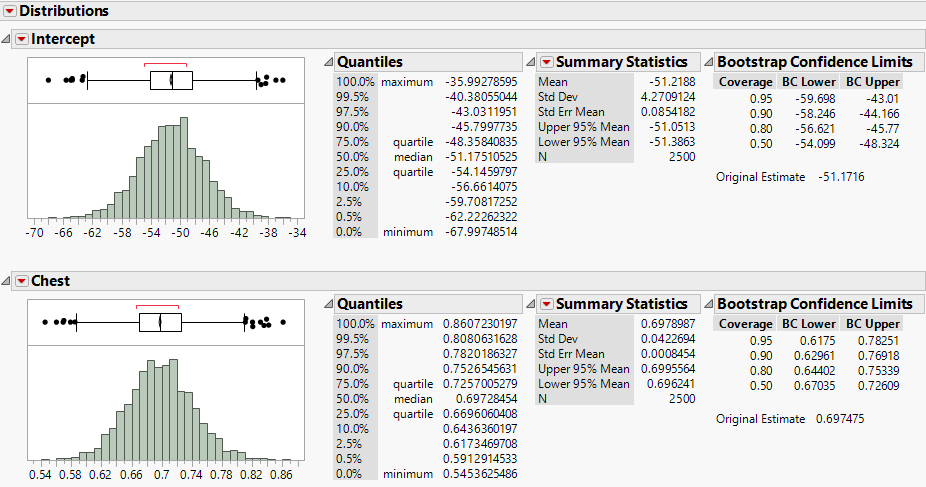 Distributions
Intercept
-70 -66 -62 -58 -54 -50 -46 -42 -38 -34
Quantiles
100.0% maximum -35.99278595
99.5% -40.38055044
97.5% -43.0311951
90.0% -45.7997735
75.0% quartile -48.35840835
50.0% median -51.17510525
25.0% quartile -54.1459797
10.0% -56.6614075
2.5% -59.70817252
0.5% -62.22262322
0.0% minimum -67.99748514
Summary Statistics
Mean -51.2188
Std Dev 4.2709124
Std Err Mean 0.0854182
Upper 95% Mean -51.0513
Lower 95% Mean -51.3863
N 2500
Bootstrap Confidence Limits
Coverage BC Lower BC Upper
0.95 -59.698 -43.01
0.90 -58.246 -44.166
0.80 -56.621 -45.77
0.50 -54.099 -48.324
Original Estimate -51.1716
Chest
0.54 0.58 0.62 0.66 0.7 0.74 0.78 0.82 0.86
Quantiles
100.0% maximum 0.8607230197
99.5% 0.8080631628
97.5% 0.7820186327
90.0% 0.7526545631
75.0% quartile 0.7257005279
50.0% median 0.69728454
25.0% quartile 0.6696060408
10.0% 0.6436360197
2.5% 0.6173469708
0.5% 0.5912914533
0.0% minimum 0.5453625486
Summary Statistics
Mean 0.6978987
Std Dev 0.0422694
Std Err Mean 0.0008454
Upper 95% Mean 0.6995564
Lower 95% Mean 0.696241
N 2500
Bootstrap Confidence Limits
Coverage BC Lower BC Upper
0.95 0.6175 0.78251
0.90 0.62961 0.76918
0.80 0.64402 0.75339
0.50 0.67035 0.72609
Original Estimate 0.697475